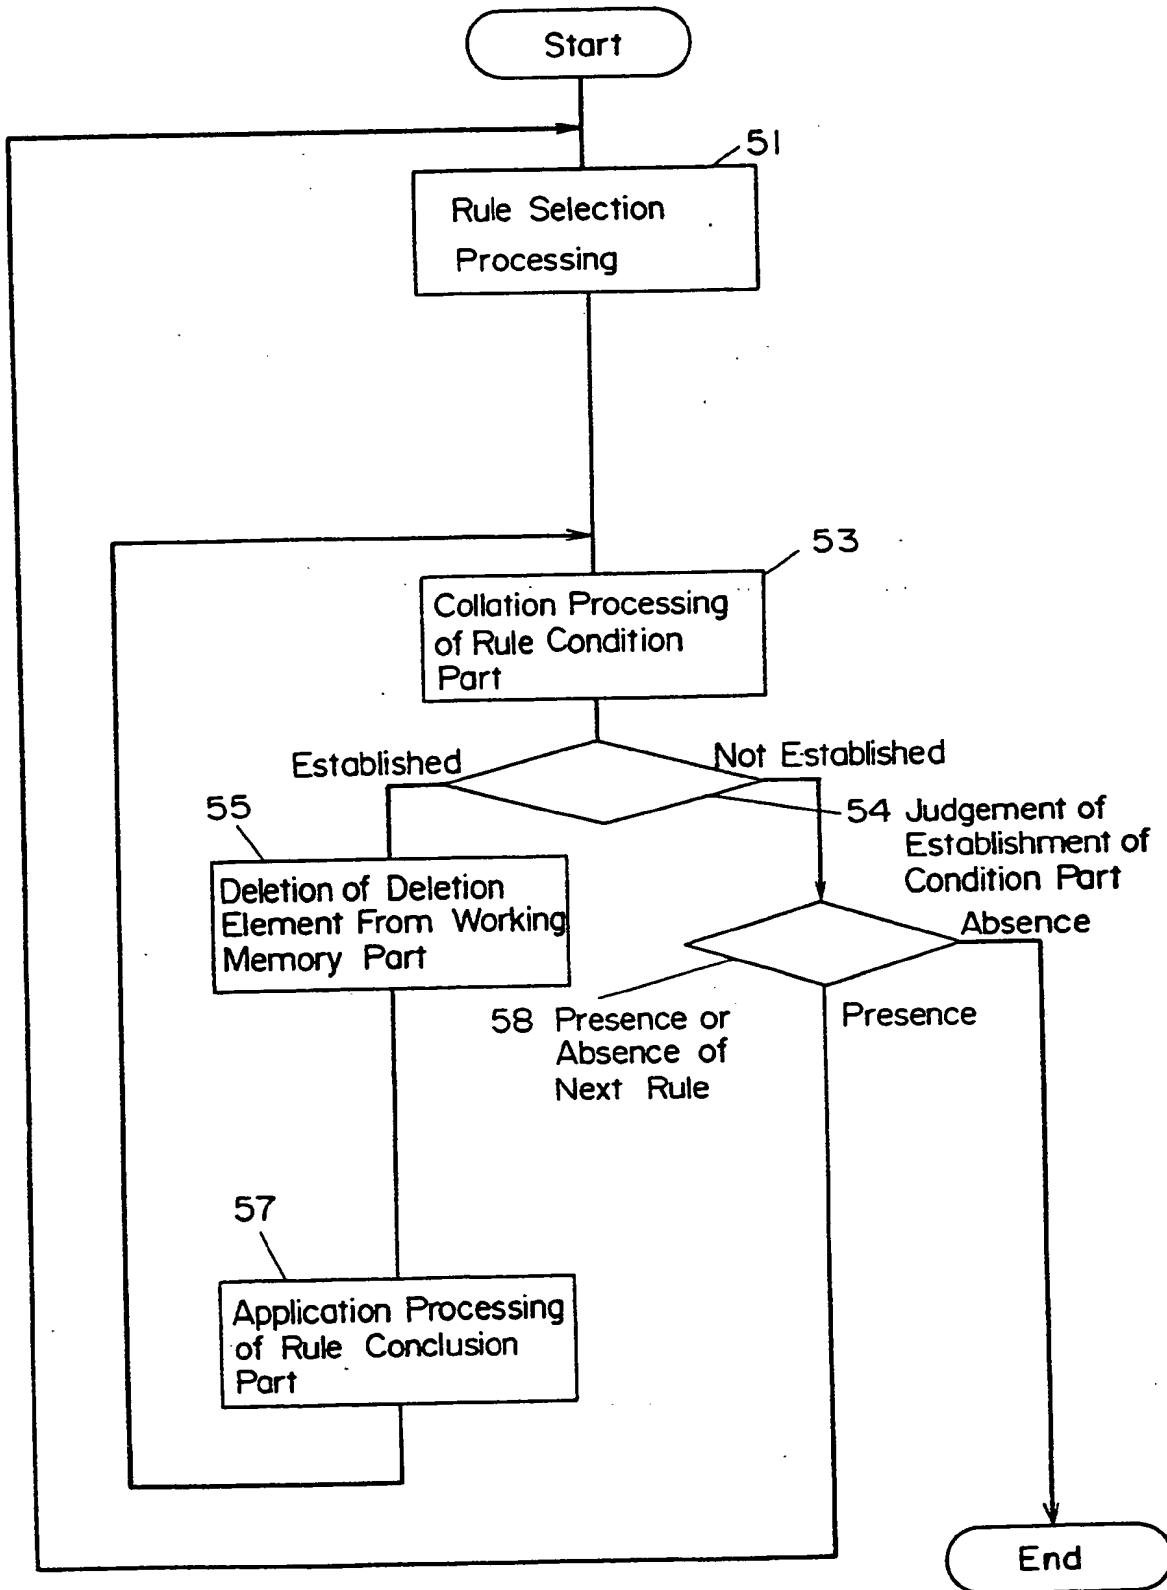 Start
51
Rule Selection
Processing
53
Collation Processing
of Rule Condition
Part
Established
Not Established
54 Judgement of
Establishment of
Condition Part
55
Deletion of Deletion
Element From Working
Memory Part
Absence
58 Presence or
Absence of
Next Rule
Presence
57
Application Processing
of Rule Conclusion
Part
End